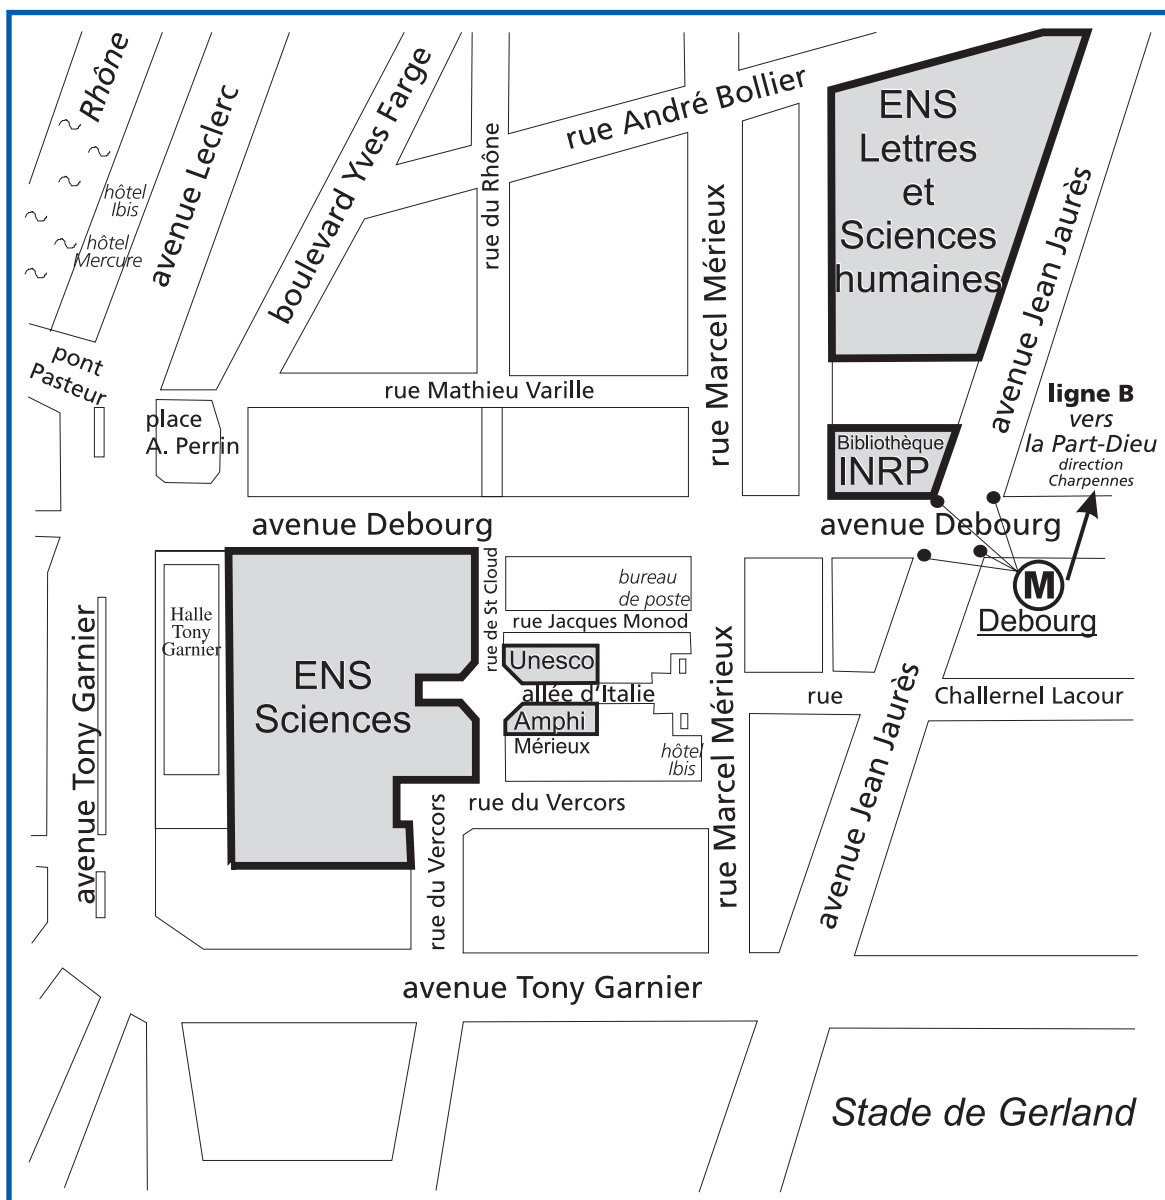 Rhône
avenue Leclerc
boulevard Yves Farge
rue du Rhône
rue André Bollier
rue Marcel Mérieux
ENS
Lettres
et
Sciences
humaines
avenue Jean Jaurès
hôtel
Ibis
hôtel
Mercure
pont
Pasteur
place
A. Perrin
rue Mathieu Varille
Bibliothèque
INRP
ligne B
vers
la Part-Dieu
direction
Charpennes
avenue Debourg
avenue Debourg
M
Debourg
Halle
Tony
Garnier
ENS
Sciences
rue de St Cloud
bureau
de poste
rue Jacques Monod
Unesco
allée d'Italie
Amphi
Mérieux
hôtel
Ibis
rue Marcel Mérieux
rue
Challernel Lacour
avenue Jean Jaurès
avenue Tony Garnier
rue du Vercors
rue du Vercors
avenue Tony Garnier
Stade de Gerland